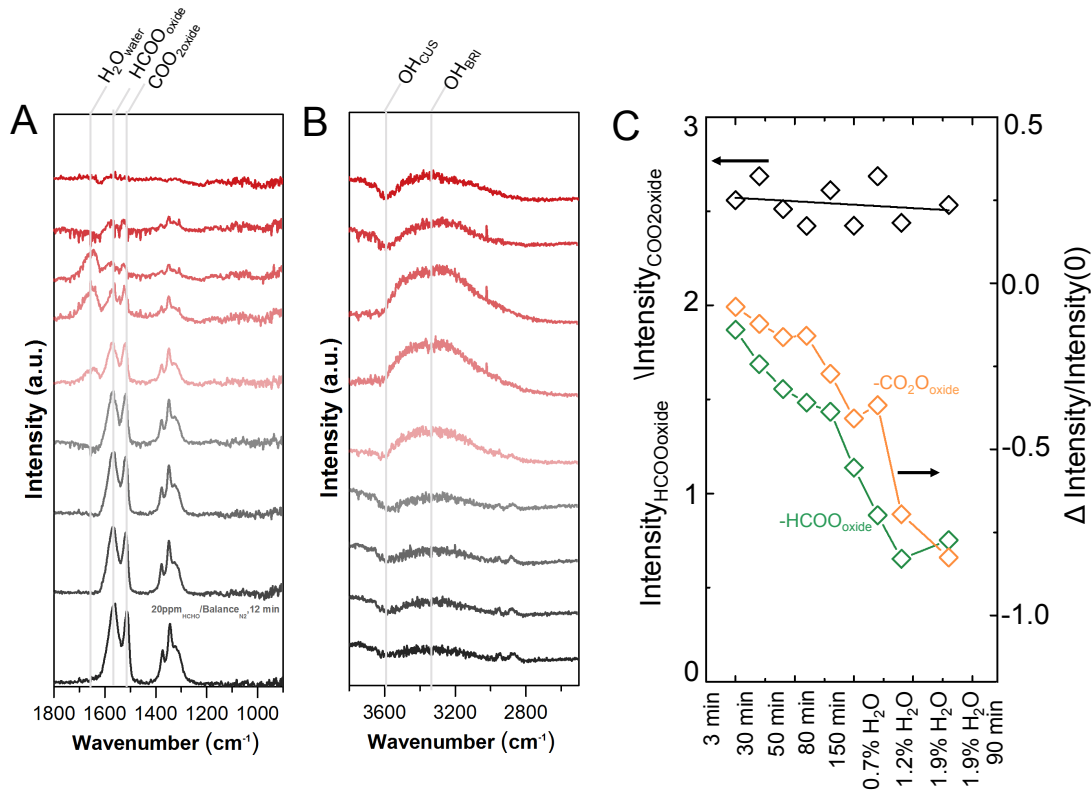 H2Owater
HCOOoxide
COO2oxide
A
Intensity (a.u.)
20ppmHCHO/BalanceN2,12 min
1800 1600 1400 1200 1000
Wavenumber (cm-1)
OHCUS
OHBRI
B
Intensity (a.u.)
3600 3200 2800
Wavenumber (cm-1)
C
IntensityHCOOoxide \IntensityCOO2oxide
3
2
1
0
-CO2Ooxide
-HCOOoxide
0.5
0.0
-0.5
-1.0
Δ Intensity/Intensity(0)
3 min
30 min
50 min
80 min
150 min
0.7% H2O
1.2% H2O
1.9% H2O
1.9% H2O
90 min